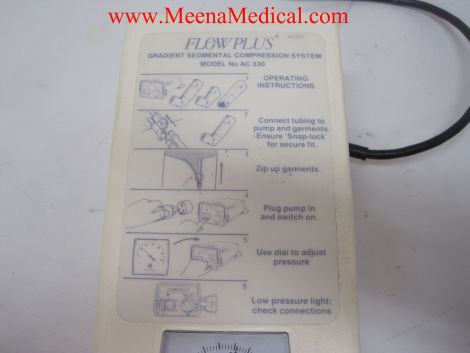 www.MeenaMedical.com
FLOWPLUS
GRADIENT SEGMENTAL COMPRESSION SYSTEM
MODEL No AC 330
1
OPERATING
INSTRUCTIONS
2
Connect tubing to
pump and garments.
Ensure 'Snap-lock'
for secure fit.
3
Zip up garments.
4
Plug pump in
and switch on.
5
Use dial to adjust
pressure
6
Low pressure light;
check connections